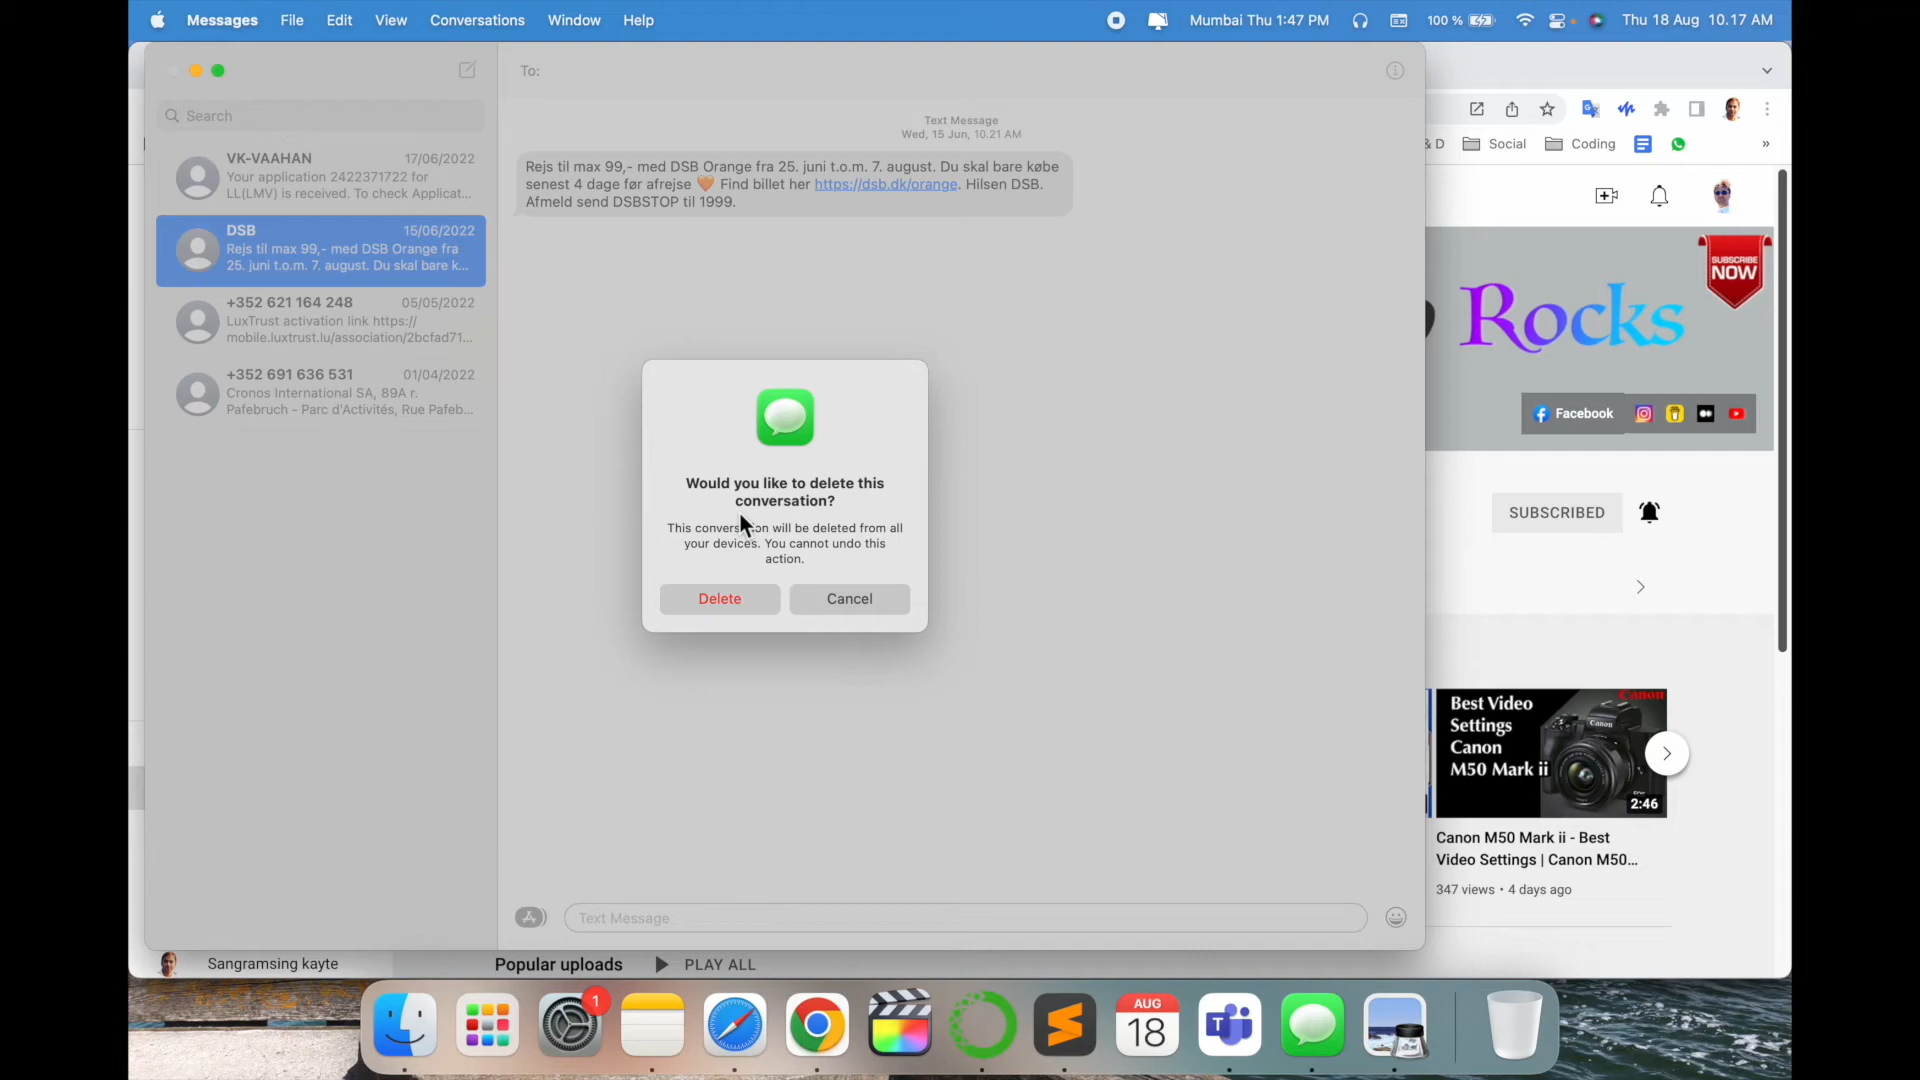 Messages File Edit View Conversations Window Help
Mumbai Thu 1:47 PM 100 % Thu 18 Aug 10.17 AM
Search
To:
VK-VAAHAN 17/06/2022
Your application 2422371722 for
LL(LMV) is received. To check Applicat...
DSB 15/06/2022
Rejs til max 99,- med DSB Orange fra
25. juni t.o.m. 7. august. Du skal bare k...
+352 621 164 248 05/05/2022
LuxTrust activation link https://
mobile.luxtrust.lu/association/2bcfad71...
+352 691 636 531 01/04/2022
Cronos International SA, 89A r.
Pafebruch - Parc d'Activités, Rue Pafeb...
Text Message
Wed, 15 Jun, 10.21 AM
Rejs til max 99,- med DSB Orange fra 25. juni t.o.m. 7. august. Du skal bare købe
senest 4 dage før afrejse 🧡 Find billet her https://dsb.dk/orange. Hilsen DSB.
Afmeld send DSBSTOP til 1999.
Would you like to delete this
conversation?
This conversation will be deleted from all
your devices. You cannot undo this
action.
Delete Cancel
Text Message
& D Social Coding »
SUBSCRIBE
NOW
Rocks
Facebook
SUBSCRIBED
Canon
Best Video
Settings
Canon
M50 Mark ii
2:46
Canon M50 Mark ii - Best
Video Settings | Canon M50...
347 views • 4 days ago
Sangramsing kayte
Popular uploads PLAY ALL
1
AUG
18
T